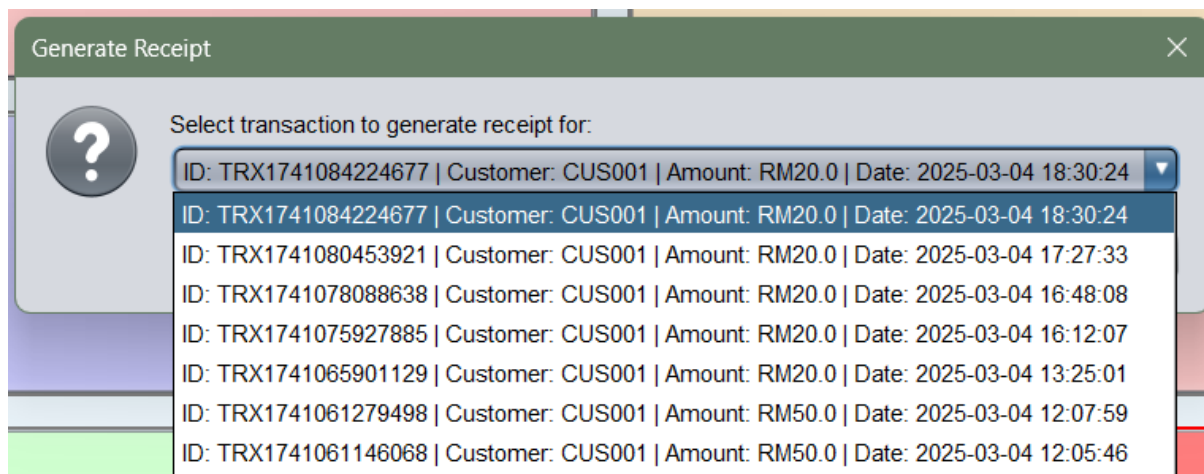 Generate Receipt
Select transaction to generate receipt for:
ID: TRX1741084224677 | Customer: CUS001 | Amount: RM20.0 | Date: 2025-03-04 18:30:24
ID: TRX1741084224677 | Customer: CUS001 | Amount: RM20.0 | Date: 2025-03-04 18:30:24
ID: TRX1741080453921 | Customer: CUS001 | Amount: RM20.0 | Date: 2025-03-04 17:27:33
ID: TRX1741078088638 | Customer: CUS001 | Amount: RM20.0 | Date: 2025-03-04 16:48:08
ID: TRX1741075927885 | Customer: CUS001 | Amount: RM20.0 | Date: 2025-03-04 16:12:07
ID: TRX1741065901129 | Customer: CUS001 | Amount: RM20.0 | Date: 2025-03-04 13:25:01
ID: TRX1741061279498 | Customer: CUS001 | Amount: RM50.0 | Date: 2025-03-04 12:07:59
ID: TRX1741061146068 | Customer: CUS001 | Amount: RM50.0 | Date: 2025-03-04 12:05:46